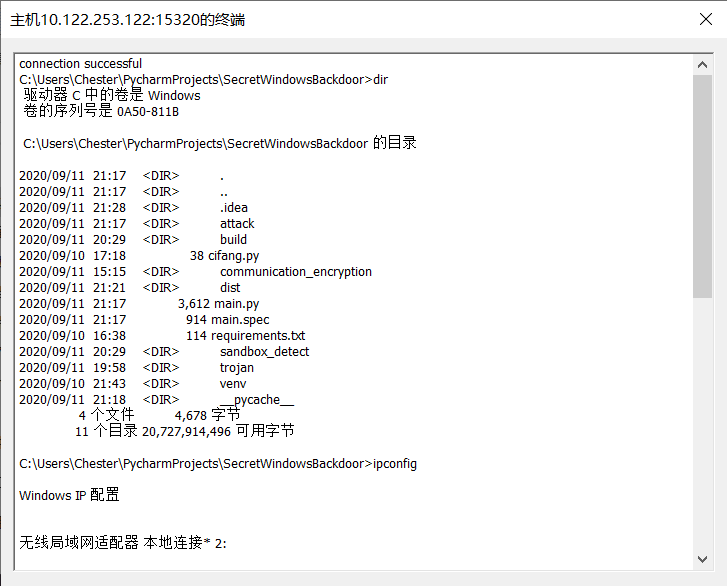 主机10.122.253.122:15320的终端
connection successful
C:\Users\Chester\PycharmProjects\SecretWindowsBackdoor>dir
驱动器 C 中的卷是 Windows
卷的序列号是 0A50-811B
C:\Users\Chester\PycharmProjects\SecretWindowsBackdoor 的目录
2020/09/11 21:17 <DIR> .
2020/09/11 21:17 <DIR> ..
2020/09/11 21:28 <DIR> .idea
2020/09/11 21:17 <DIR> attack
2020/09/11 20:29 <DIR> build
2020/09/10 17:18 38 cifang.py
2020/09/11 15:15 <DIR> communication_encryption
2020/09/11 21:21 <DIR> dist
2020/09/11 21:17 3,612 main.py
2020/09/11 21:17 914 main.spec
2020/09/10 16:38 114 requirements.txt
2020/09/11 20:29 <DIR> sandbox_detect
2020/09/11 19:58 <DIR> trojan
2020/09/10 21:43 <DIR> venv
2020/09/11 21:18 <DIR> __pycache__
4 个文件 4,678 字节
11 个目录 20,727,914,496 可用字节
C:\Users\Chester\PycharmProjects\SecretWindowsBackdoor>ipconfig
Windows IP 配置
无线局域网适配器 本地连接* 2: